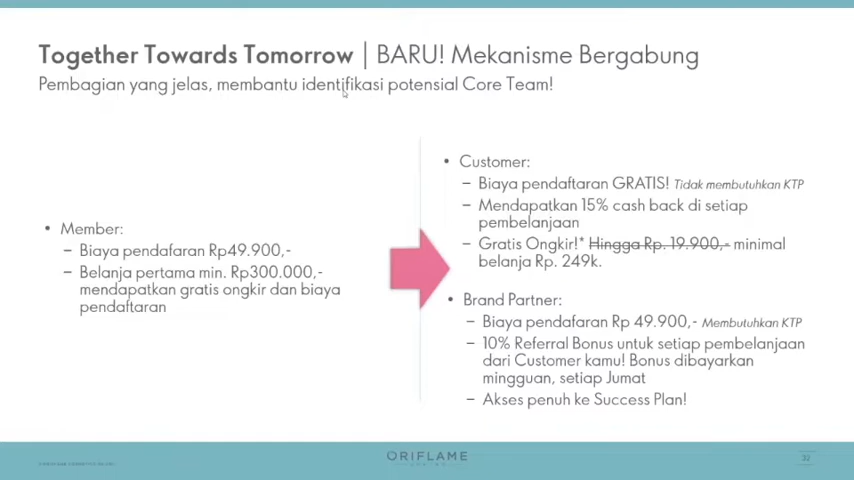 Together Towards Tomorrow | BARU! Mekanisme Bergabung
Pembagian yang jelas, membantu identifikasi potensial Core Team!
• Member:
– Biaya pendafaran Rp49.900,-
– Belanja pertama min. Rp300.000,-
mendapatkan gratis ongkir dan biaya
pendaftaran
• Customer:
– Biaya pendaftaran GRATIS! Tidak membutuhkan KTP
– Mendapatkan 15% cash back di setiap
pembelanjaan
– Gratis Ongkir!* Hingga Rp. 19.900,- minimal
belanja Rp. 249k.
• Brand Partner:
– Biaya pendafaran Rp 49.900,- Membutuhkan KTP
– 10% Referral Bonus untuk setiap pembelanjaan
dari Customer kamu! Bonus dibayarkan
mingguan, setiap Jumat
– Akses penuh ke Success Plan!
ORIFLAME
32